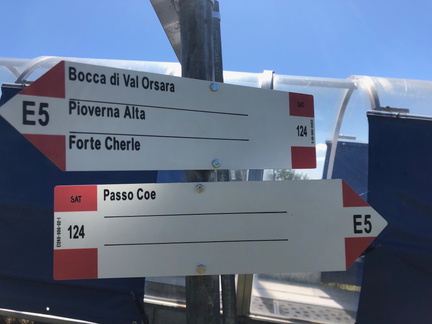 Bocca di Val Orsara
E5
Pioverna Alta
Forte Cherle
SAT
124
Passo Coe
SAT
124
E5